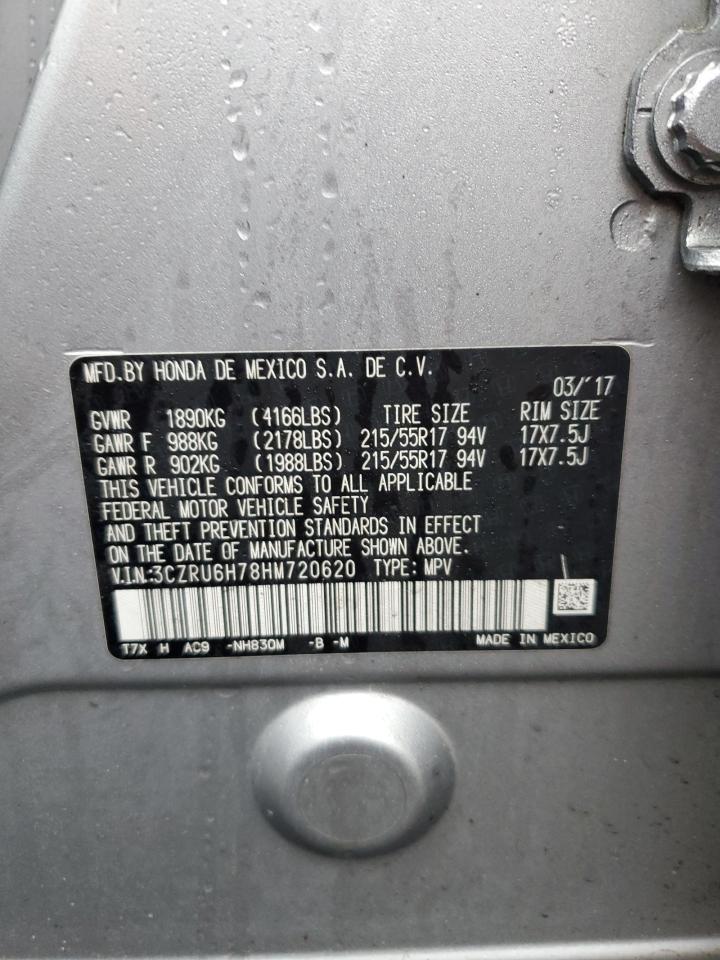 MFD.BY HONDA DE MEXICO S.A. DE C.V.
03/'17
GVWR 1890KG (4166LBS) TIRE SIZE RIM SIZE
GAWR F 988KG (2178LBS) 215/55R17 94V 17X7.5J
GAWR R 902KG (1988LBS) 215/55R17 94V 17X7.5J
THIS VEHICLE CONFORMS TO ALL APPLICABLE
FEDERAL MOTOR VEHICLE SAFETY
AND THEFT PREVENTION STANDARDS IN EFFECT
ON THE DATE OF MANUFACTURE SHOWN ABOVE.
V.I.N:3CZRU6H78HM720620 TYPE: MPV
T7X H AC9 -NH830M -B -M MADE IN MEXICO